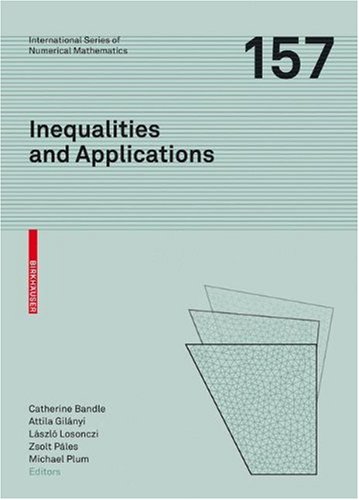 International Series of
Numerical Mathematics
157
Inequalities
and Applications
BIRKHAUSER
Catherine Bandle
Attila Gilányi
László Losonczi
Zsolt Páles
Michael Plum
Editors